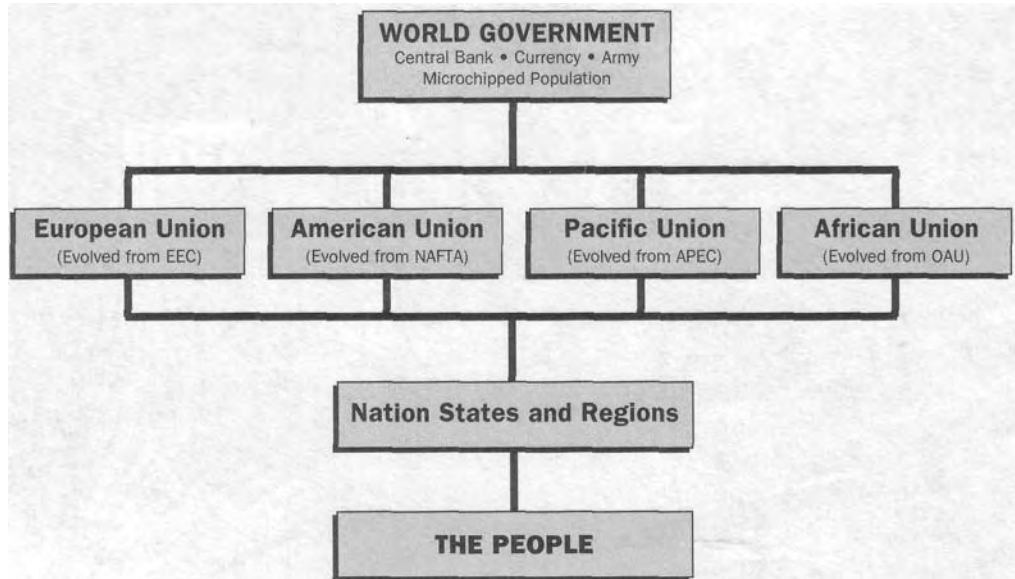 WORLD GOVERNMENT
Central Bank • Currency • Army
Microchipped Population
European Union
(Evolved from EEC)
American Union
(Evolved from NAFTA)
Pacific Union
(Evolved from APEC)
African Union
(Evolved from OAU)
Nation States and Regions
THE PEOPLE